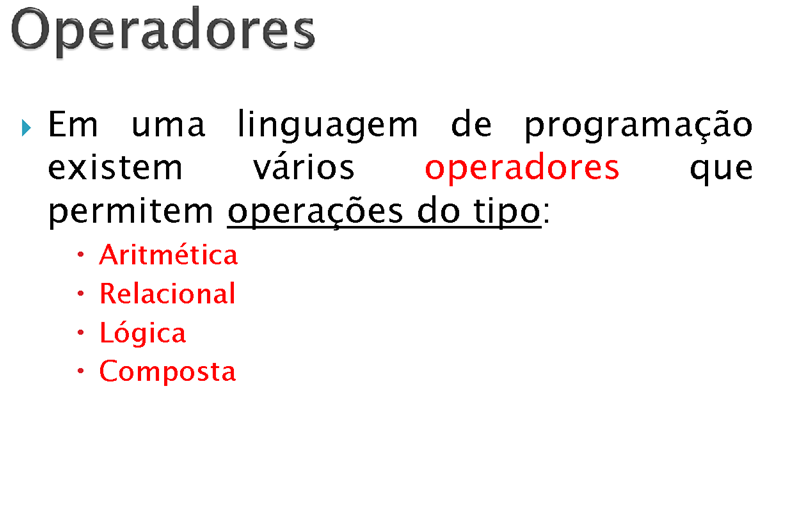 Operadores
Em uma linguagem de programação
existem vários operadores que
permitem operações do tipo:
Aritmética
Relacional
Lógica
Composta